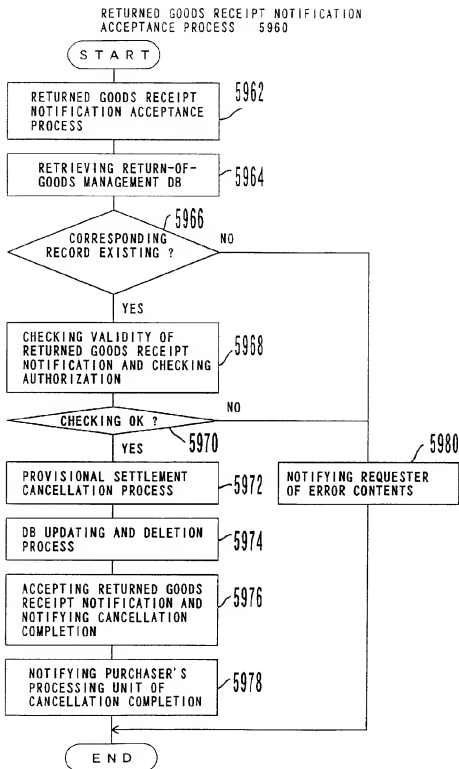 RETURNED GOODS RECEIPT NOTIFICATION
ACCEPTANCE PROCESS 5960
START
RETURNED GOODS RECEIPT
NOTIFICATION ACCEPTANCE
PROCESS
5962
RETRIEVING RETURN-OF-
GOODS MANAGEMENT DB
5964
5966
CORRESPONDING
RECORD EXISTING ?
NO
YES
CHECKING VALIDITY OF
RETURNED GOODS RECEIPT
NOTIFICATION AND CHECKING
AUTHORIZATION
5968
CHECKING OK ?
NO
5970
YES
PROVISIONAL SETTLEMENT
CANCELLATION PROCESS
5972
5980
NOTIFYING REQUESTER
OF ERROR CONTENTS
DB UPDATING AND DELETION
PROCESS
5974
ACCEPTING RETURNED GOODS
RECEIPT NOTIFICATION AND
NOTIFYING CANCELLATION
COMPLETION
5976
NOTIFYING PURCHASER'S
PROCESSING UNIT OF
CANCELLATION COMPLETION
5978
END